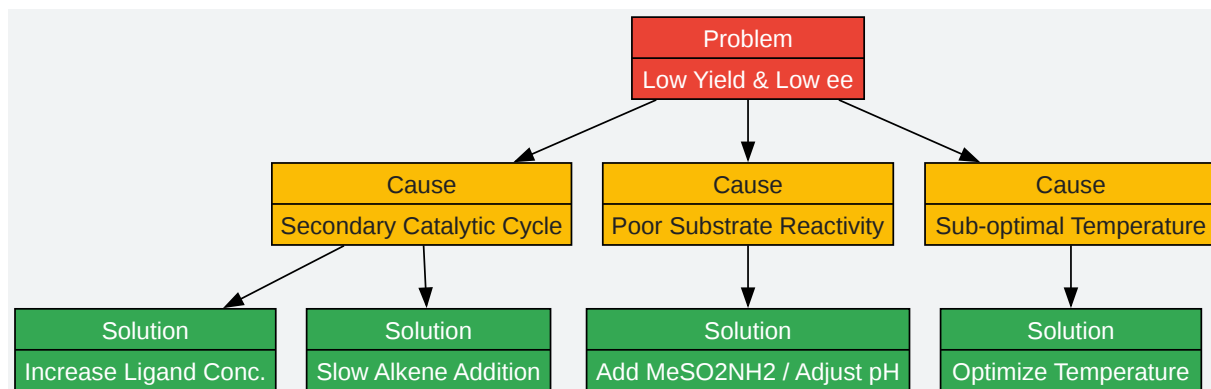 Problem
Low Yield & Low ee
Cause
Secondary Catalytic Cycle
Cause
Poor Substrate Reactivity
Cause
Sub-optimal Temperature
Solution
Increase Ligand Conc.
Solution
Slow Alkene Addition
Solution
Add MeSO2NH2 / Adjust pH
Solution
Optimize Temperature